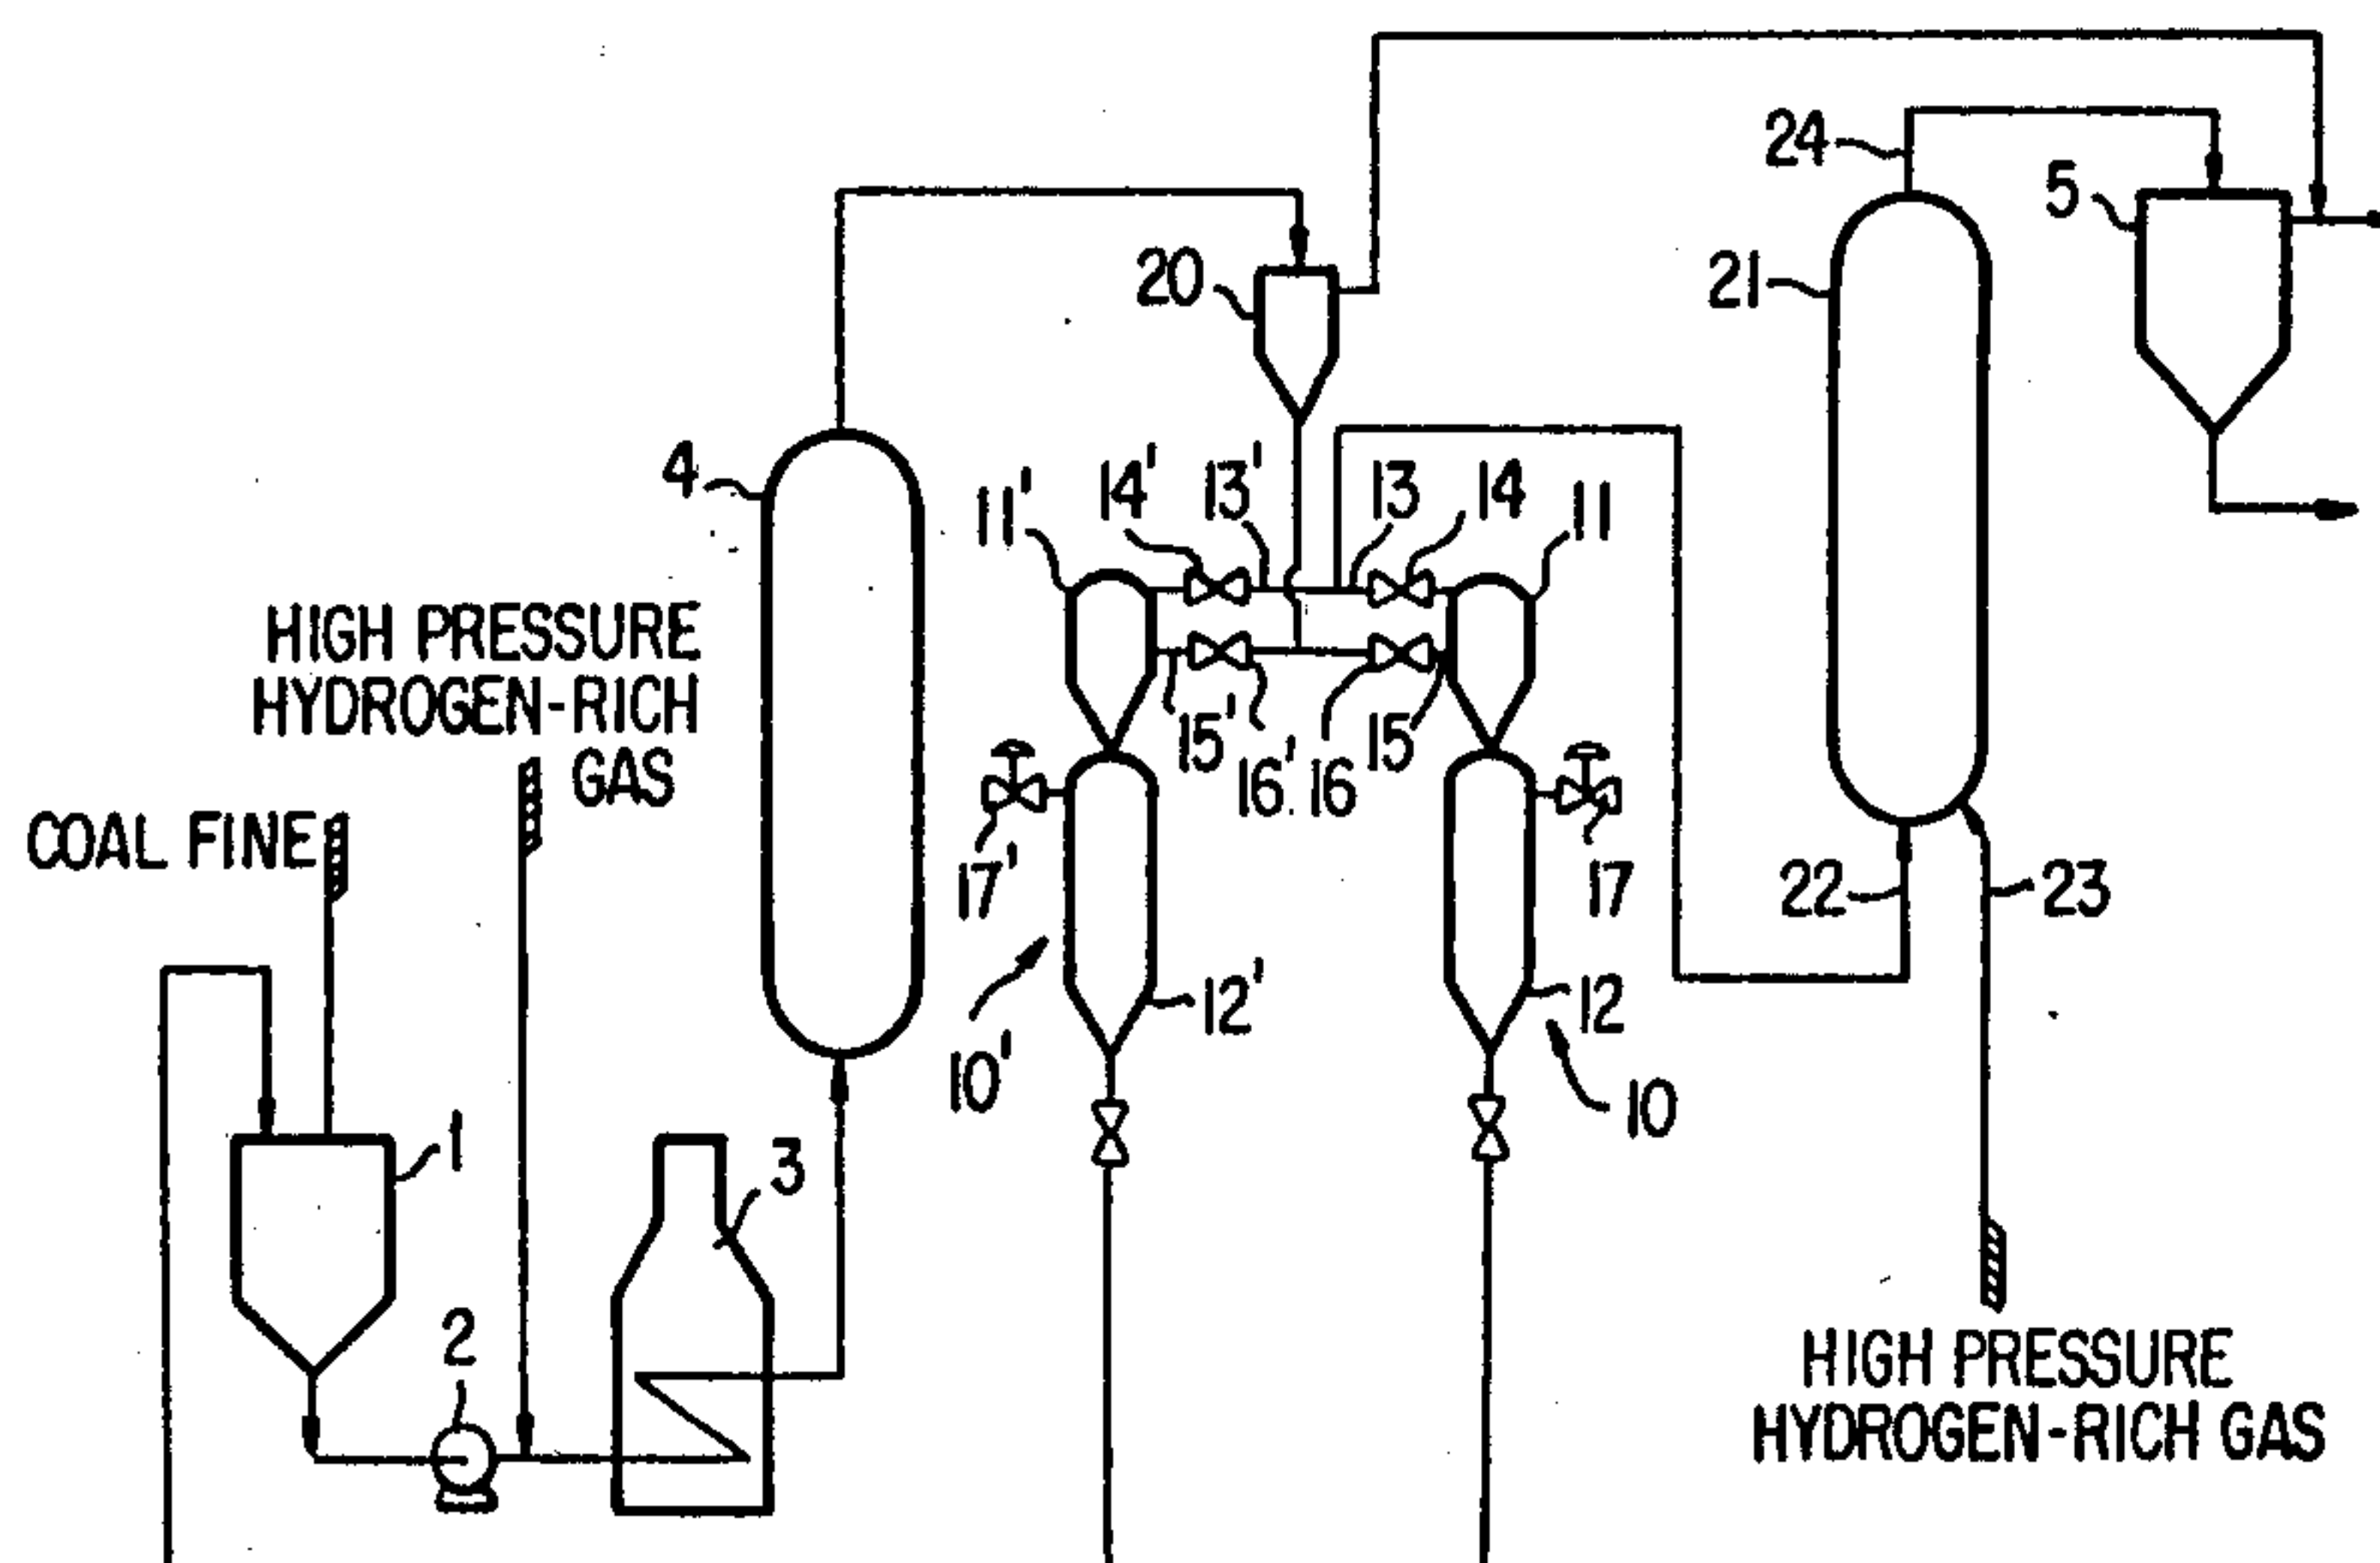 24
5
20
21
4
14' 13' 13 14
11' 11
HIGH PRESSURE
HYDROGEN-RICH
GAS
15' 16' 16 15
COAL FINE
17' 17
22 23
12' 12
10' 10
1
3
2
HIGH PRESSURE
HYDROGEN-RICH GAS